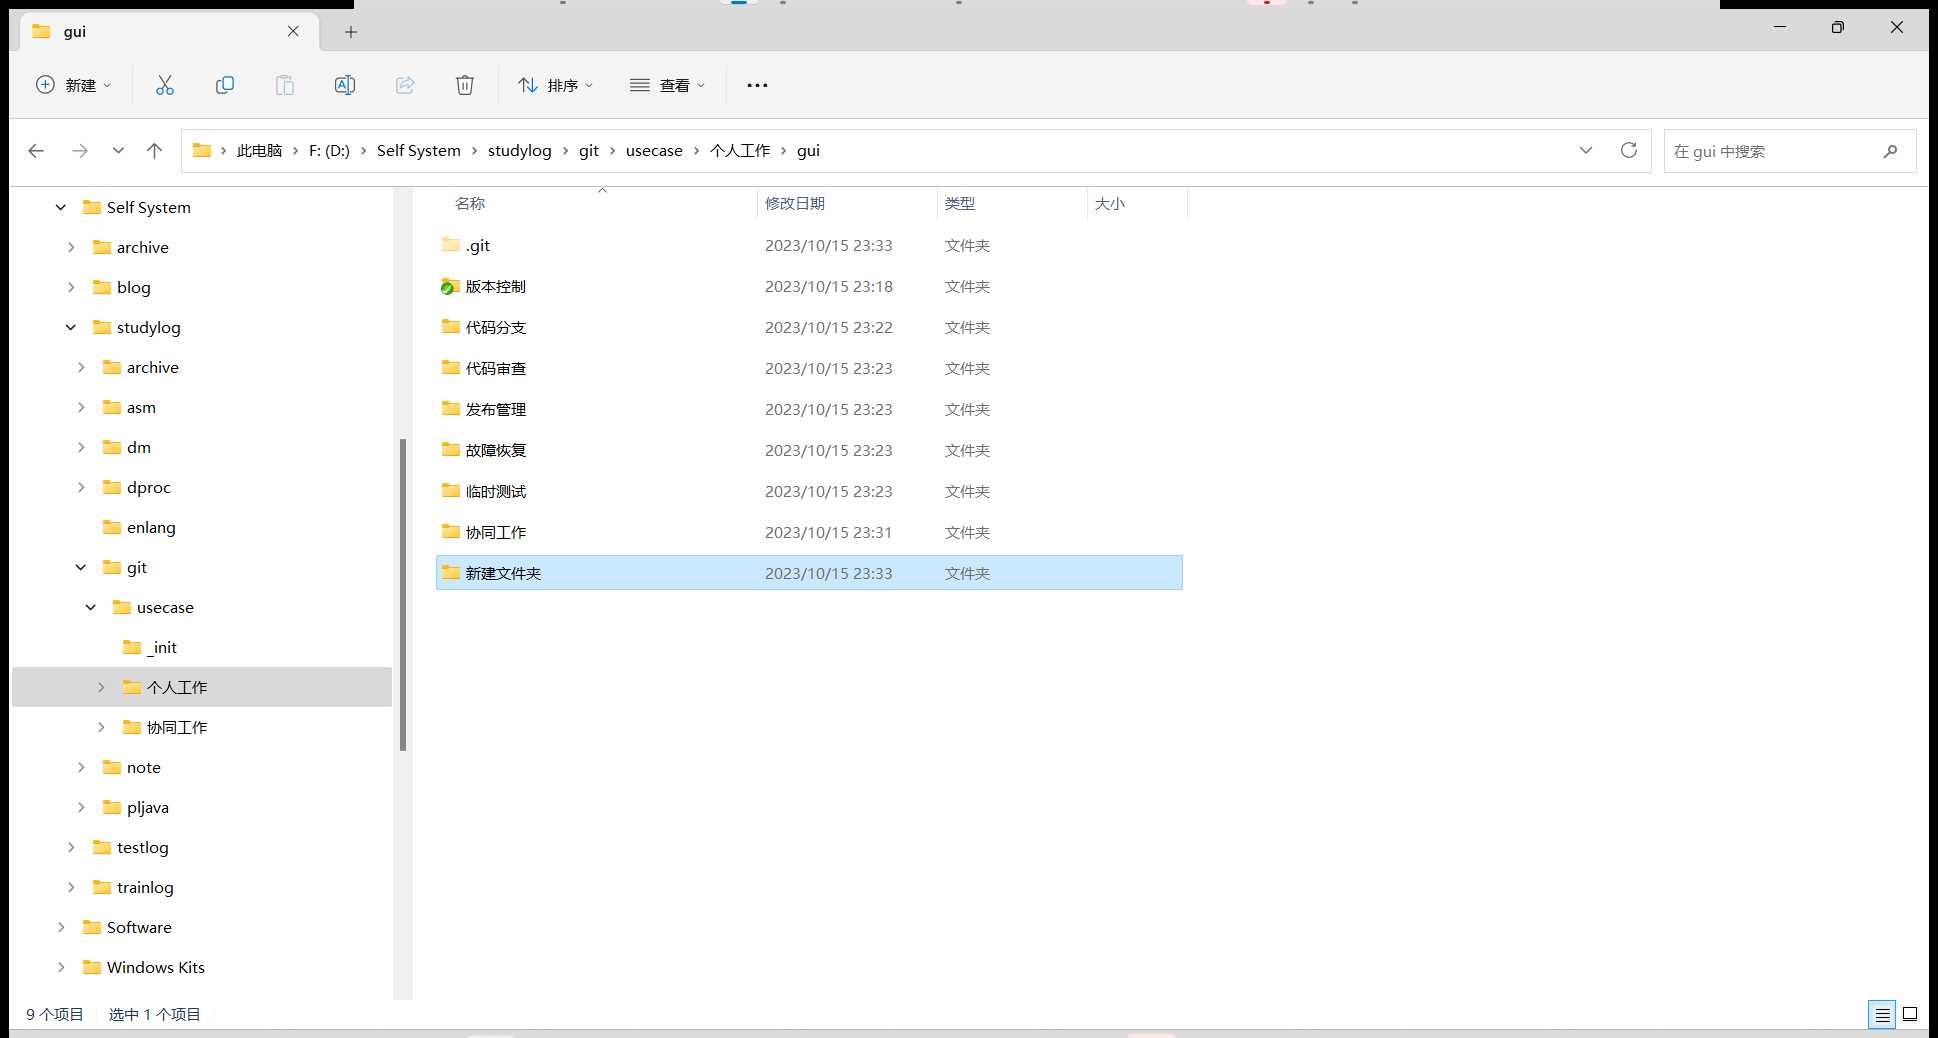 gui
新建
排序
查看
此电脑 F: (D:) Self System studylog git usecase 个人工作 gui
在 gui 中搜索
Self System
archive
blog
studylog
archive
asm
dm
dproc
enlang
git
usecase
_init
个人工作
协同工作
note
pljava
testlog
trainlog
Software
Windows Kits
名称 修改日期 类型 大小
.git 2023/10/15 23:33 文件夹
版本控制 2023/10/15 23:18 文件夹
代码分支 2023/10/15 23:22 文件夹
代码审查 2023/10/15 23:23 文件夹
发布管理 2023/10/15 23:23 文件夹
故障恢复 2023/10/15 23:23 文件夹
临时测试 2023/10/15 23:23 文件夹
协同工作 2023/10/15 23:31 文件夹
新建文件夹 2023/10/15 23:33 文件夹
9 个项目 选中 1 个项目